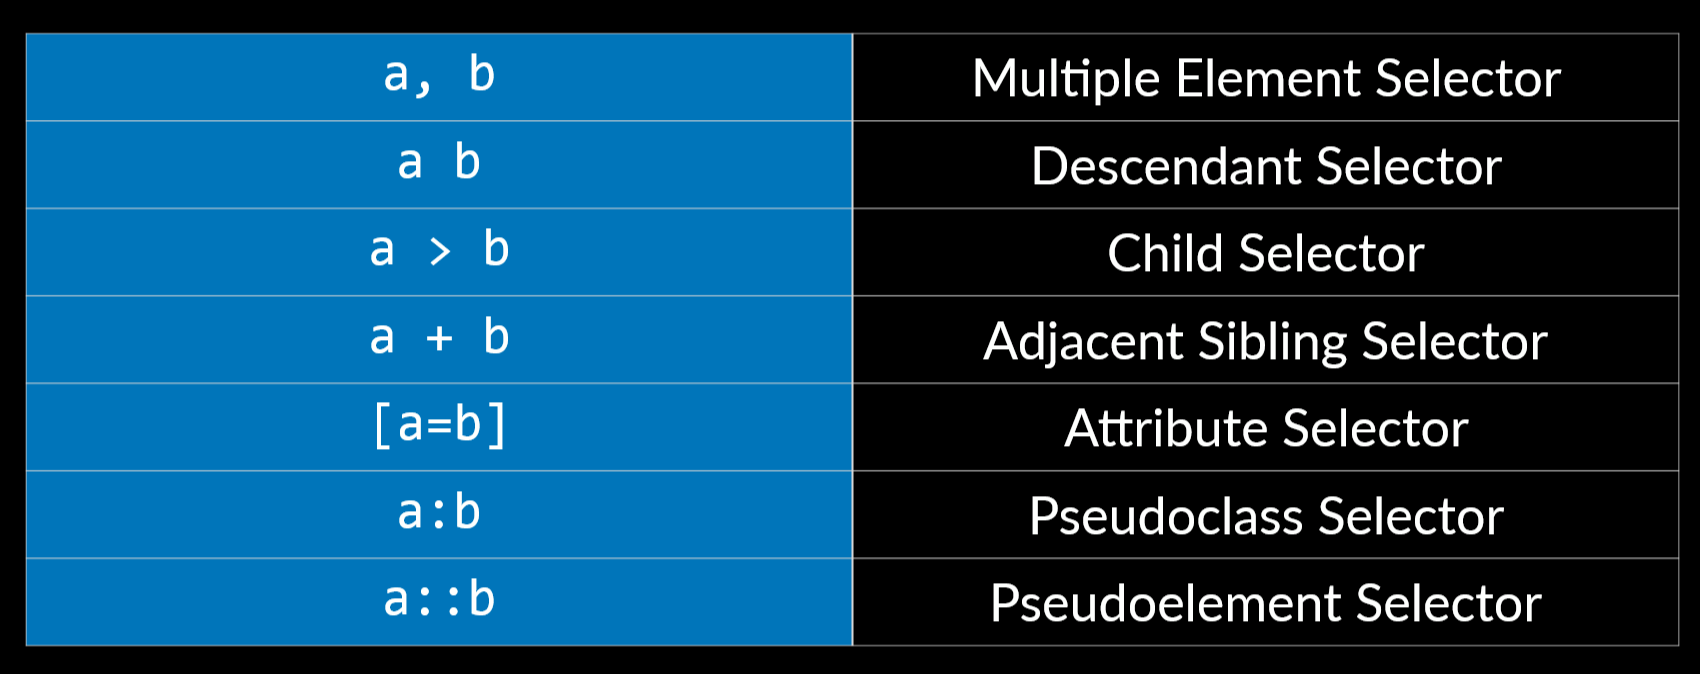 a, b Multiple Element Selector
a b Descendant Selector
a > b Child Selector
a + b Adjacent Sibling Selector
[a=b] Attribute Selector
a:b Pseudoclass Selector
a::b Pseudoelement Selector